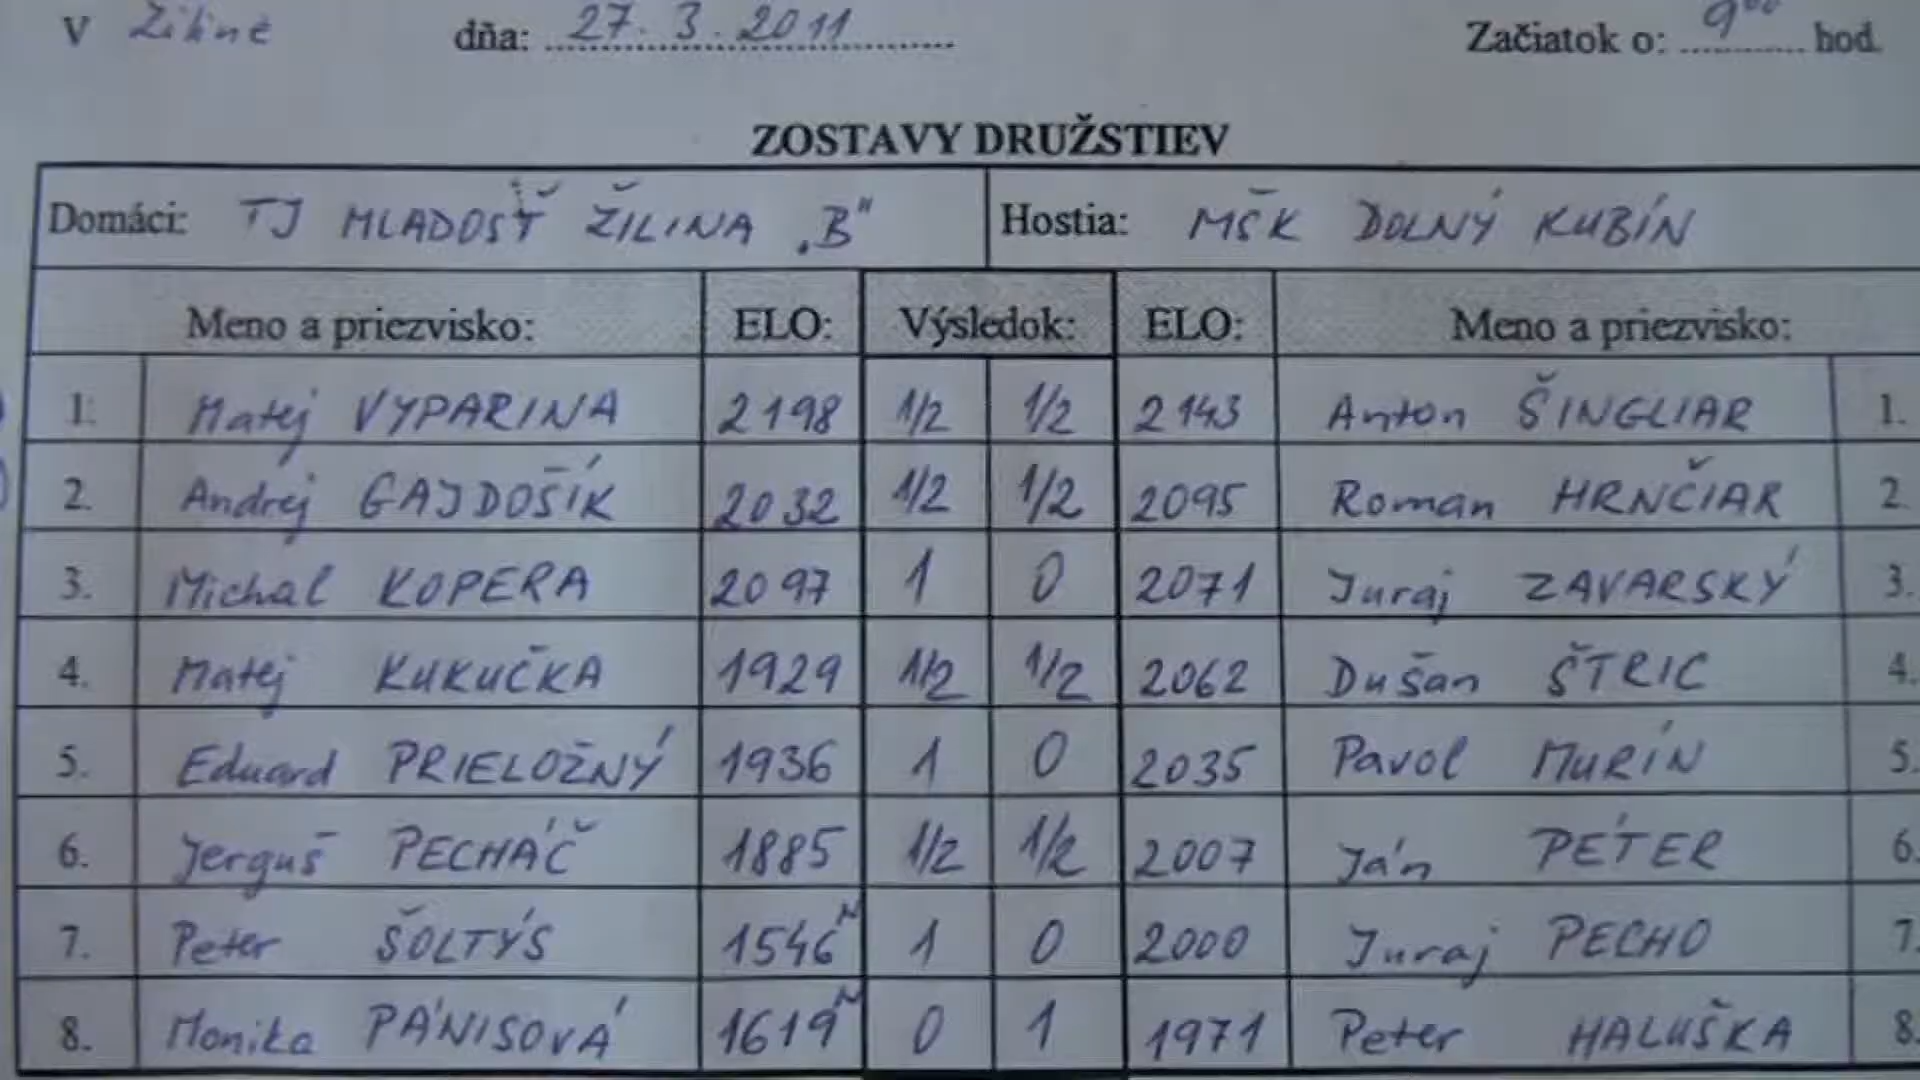 V Žiline dňa: 27. 3. 2011 Začiatok o: 9⁰⁰ hod.
ZOSTAVY DRUŽSTIEV
Domáci: TJ MLADOSŤ ŽILINA „B" Hostia: MŠK DOLNÝ KUBÍN
Meno a priezvisko: ELO: Výsledok: ELO: Meno a priezvisko:
1. Matej VYPARINA 2198 1/2 1/2 2143 Anton ŠINGLIAR 1.
2. Andrej GAJDOŠÍK 2032 1/2 1/2 2095 Roman HRNČIAR 2.
3. Michal KOPERA 2097 1 0 2071 Juraj ZAVARSKÝ 3.
4. Matej KUKUČKA 1929 1/2 1/2 2062 Dušan ŠTRIC 4.
5. Eduard PRIELOŽNÝ 1936 1 0 2035 Pavol MURÍN 5.
6. Jerguš PECHÁČ 1885 1/2 1/2 2007 Ján PÉTER 6.
7. Peter ŠOLTÝS 1546ᴺ 1 0 2000 Juraj PECHO 7.
8. Monika PÁNISOVÁ 1619ᴺ 0 1 1971 Peter HALUŠKA 8.